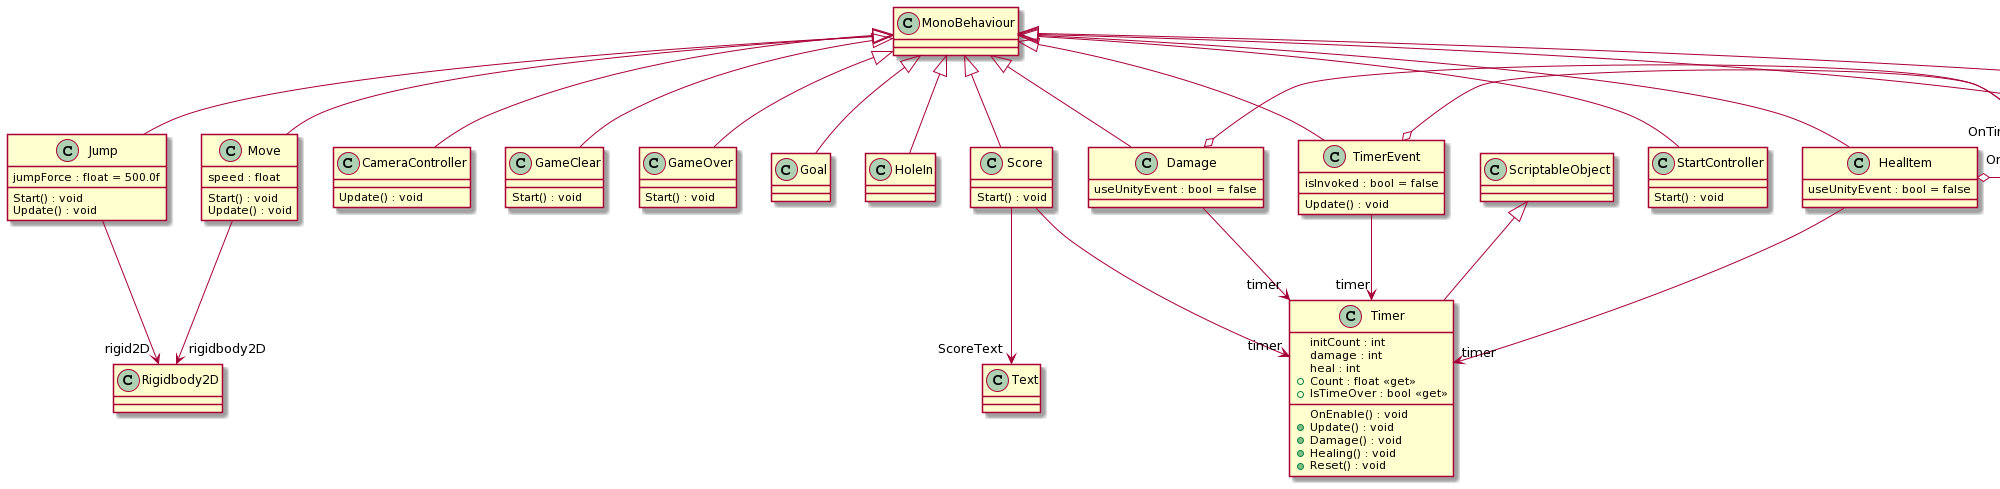 C MonoBehaviour
C Jump
jumpForce : float = 500.0f
Start() : void
Update() : void
C Move
speed : float
Start() : void
Update() : void
C CameraController
Update() : void
C GameClear
Start() : void
C GameOver
Start() : void
C Goal
C HoleIn
C Score
Start() : void
C Damage
useUnityEvent : bool = false
C TimerEvent
isInvoked : bool = false
Update() : void
C ScriptableObject
C StartController
Start() : void
C HealItem
useUnityEvent : bool = false
OnTi
On
timer
timer
rigid2D
rigidbody2D
ScoreText
timer
timer
C Rigidbody2D
C Text
C Timer
initCount : int
damage : int
heal : int
Count : float «get»
IsTimeOver : bool «get»
OnEnable() : void
Update() : void
Damage() : void
Healing() : void
Reset() : void